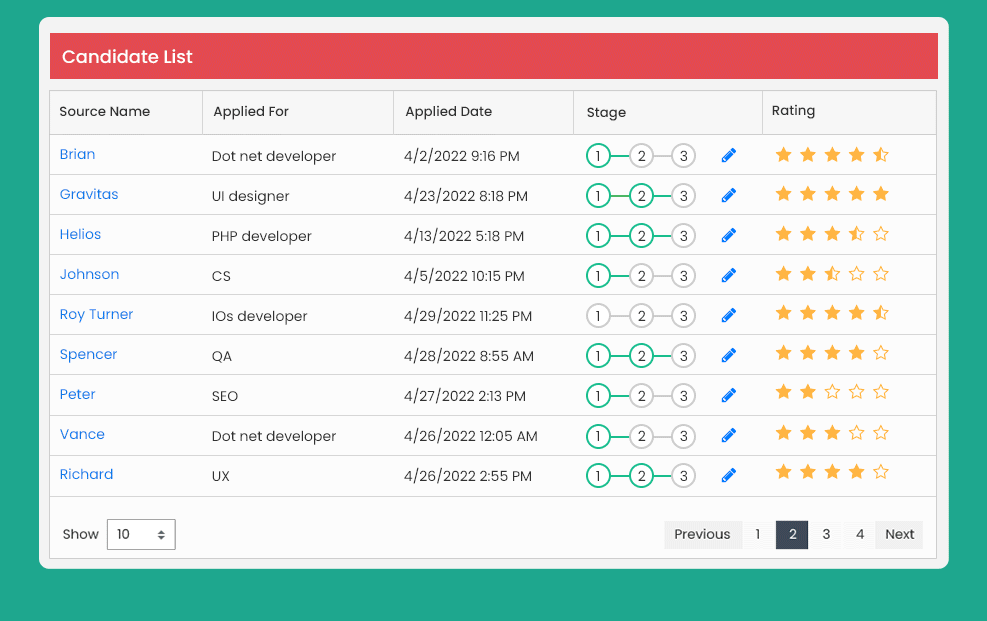 Candidate List
Source Name Applied For Applied Date Stage Rating
Brian Dot net developer 4/2/2022 9:16 PM 1 2 3
Gravitas UI designer 4/23/2022 8:18 PM 1 2 3
Helios PHP developer 4/13/2022 5:18 PM 1 2 3
Johnson CS 4/5/2022 10:15 PM 1 2 3
Roy Turner IOs developer 4/29/2022 11:25 PM 1 2 3
Spencer QA 4/28/2022 8:55 AM 1 2 3
Peter SEO 4/27/2022 2:13 PM 1 2 3
Vance Dot net developer 4/26/2022 12:05 AM 1 2 3
Richard UX 4/26/2022 2:55 PM 1 2 3
Show 10 Previous 1 2 3 4 Next